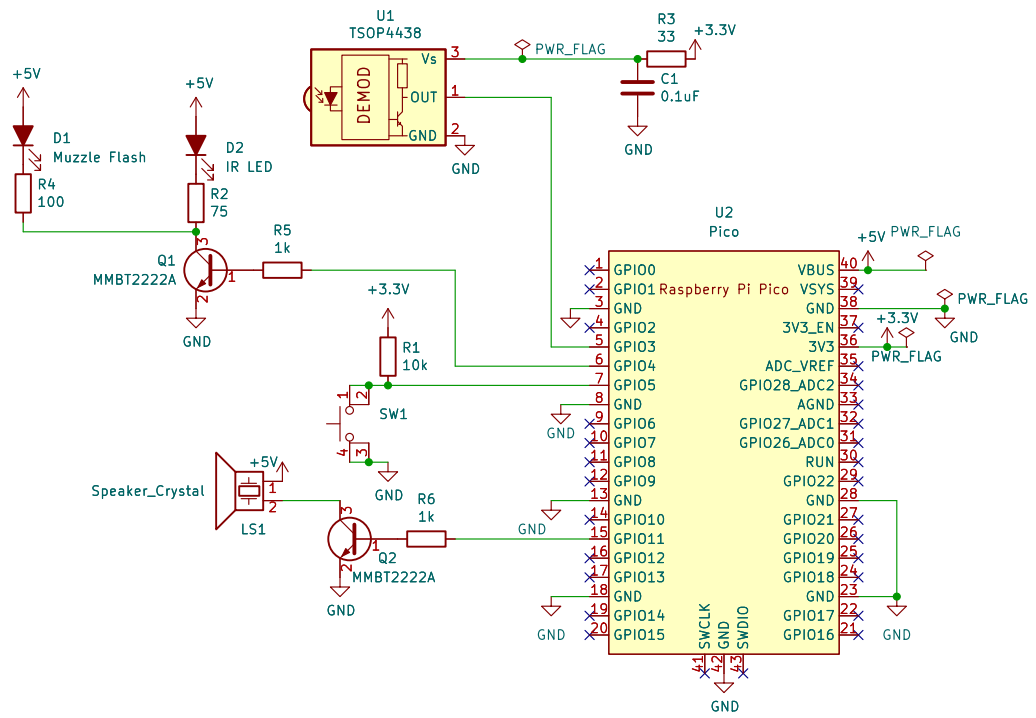 U1
TSOP4438
Vs
3
DEMOD
OUT
1
GND
2
GND
PWR_FLAG
R3
33
+3.3V
C1
0.1uF
GND
+5V
D1
Muzzle Flash
R4
100
+5V
D2
IR LED
R2
75
Q1
MMBT2222A
3
1
2
GND
R5
1k
+3.3V
R1
10k
1
2
SW1
4
3
GND
+5V
Speaker_Crystal
1
2
LS1
3
1
2
Q2
MMBT2222A
GND
R6
1k
U2
Pico
Raspberry Pi Pico
1 GPIO0
2 GPIO1
3 GND
4 GPIO2
5 GPIO3
6 GPIO4
7 GPIO5
8 GND
9 GPIO6
10 GPIO7
11 GPIO8
12 GPIO9
13 GND
14 GPIO10
15 GPIO11
16 GPIO12
17 GPIO13
18 GND
19 GPIO14
20 GPIO15
GND
GND
GND
VBUS 40
VSYS 39
GND 38
3V3_EN 37
3V3 36
ADC_VREF 35
GPIO28_ADC2 34
AGND 33
GPIO27_ADC1 32
GPIO26_ADC0 31
RUN 30
GPIO22 29
GND 28
GPIO21 27
GPIO20 26
GPIO19 25
GPIO18 24
GND 23
GPIO17 22
GPIO16 21
SWCLK 41
GND 42
SWDIO 43
GND
+5V
PWR_FLAG
PWR_FLAG
GND
+3.3V
PWR_FLAG
GND